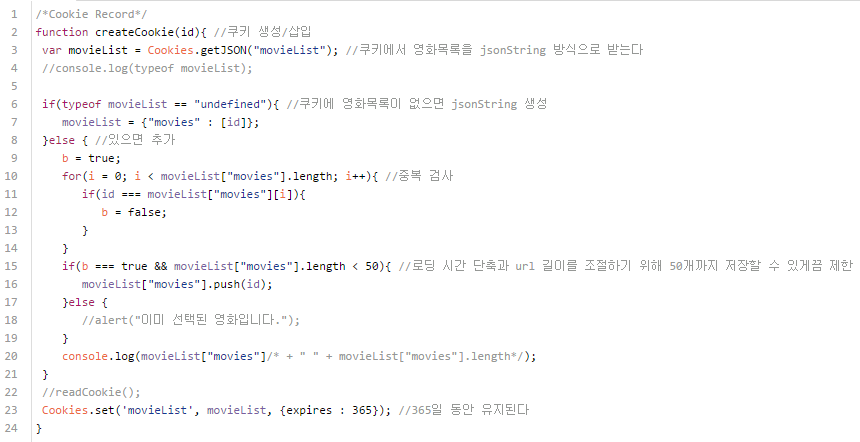 1 /*Cookie Record*/
2 function createCookie(id){ //쿠키 생성/삽입
3 var movieList = Cookies.getJSON("movieList"); //쿠키에서 영화목록을 jsonString 방식으로 받는다
4 //console.log(typeof movieList);
5
6 if(typeof movieList == "undefined"){ //쿠키에 영화목록이 없으면 jsonString 생성
7 movieList = {"movies" : [id]};
8 }else { //있으면 추가
9 b = true;
10 for(i = 0; i < movieList["movies"].length; i++){ //중복 검사
11 if(id === movieList["movies"][i]){
12 b = false;
13 }
14 }
15 if(b === true && movieList["movies"].length < 50){ //로딩 시간 단축과 url 길이를 조절하기 위해 50개까지 저장할 수 있게끔 제한
16 movieList["movies"].push(id);
17 }else {
18 //alert("이미 선택된 영화입니다.");
19 }
20 console.log(movieList["movies"]/* + " " + movieList["movies"].length*/);
21 }
22 //readCookie();
23 Cookies.set('movieList', movieList, {expires : 365}); //365일 동안 유지된다
24 }